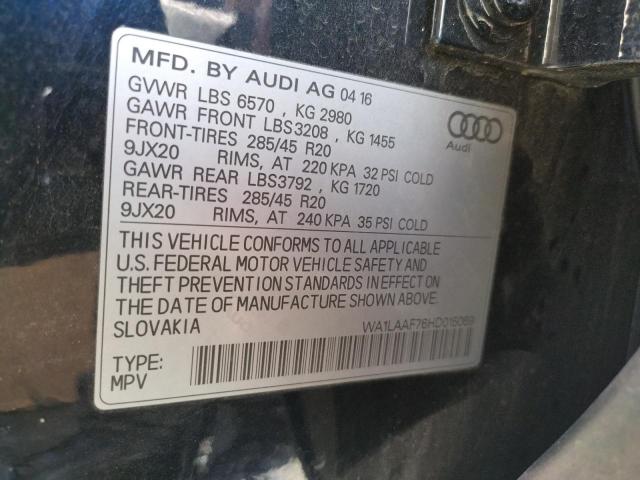 MFD. BY AUDI AG 04 16
GVWR LBS 6570 , KG 2980
GAWR FRONT LBS3208 , KG 1455
FRONT-TIRES 285/45 R20
9JX20 RIMS, AT 220 KPA 32 PSI COLD
GAWR REAR LBS3792 , KG 1720
REAR-TIRES 285/45 R20
9JX20 RIMS, AT 240 KPA 35 PSI COLD
Audi
THIS VEHICLE CONFORMS TO ALL APPLICABLE
U.S. FEDERAL MOTOR VEHICLE SAFETY AND
THEFT PREVENTION STANDARDS IN EFFECT ON
THE DATE OF MANUFACTURE SHOWN ABOVE.
SLOVAKIA
WA1LAAF76HD015069
TYPE:
MPV